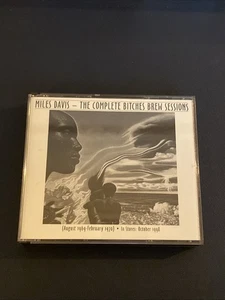 MILES DAVIS – THE COMPLETE BITCHES BREW SESSIONS
(August 1969-February 1970) • In Stores: October 1998